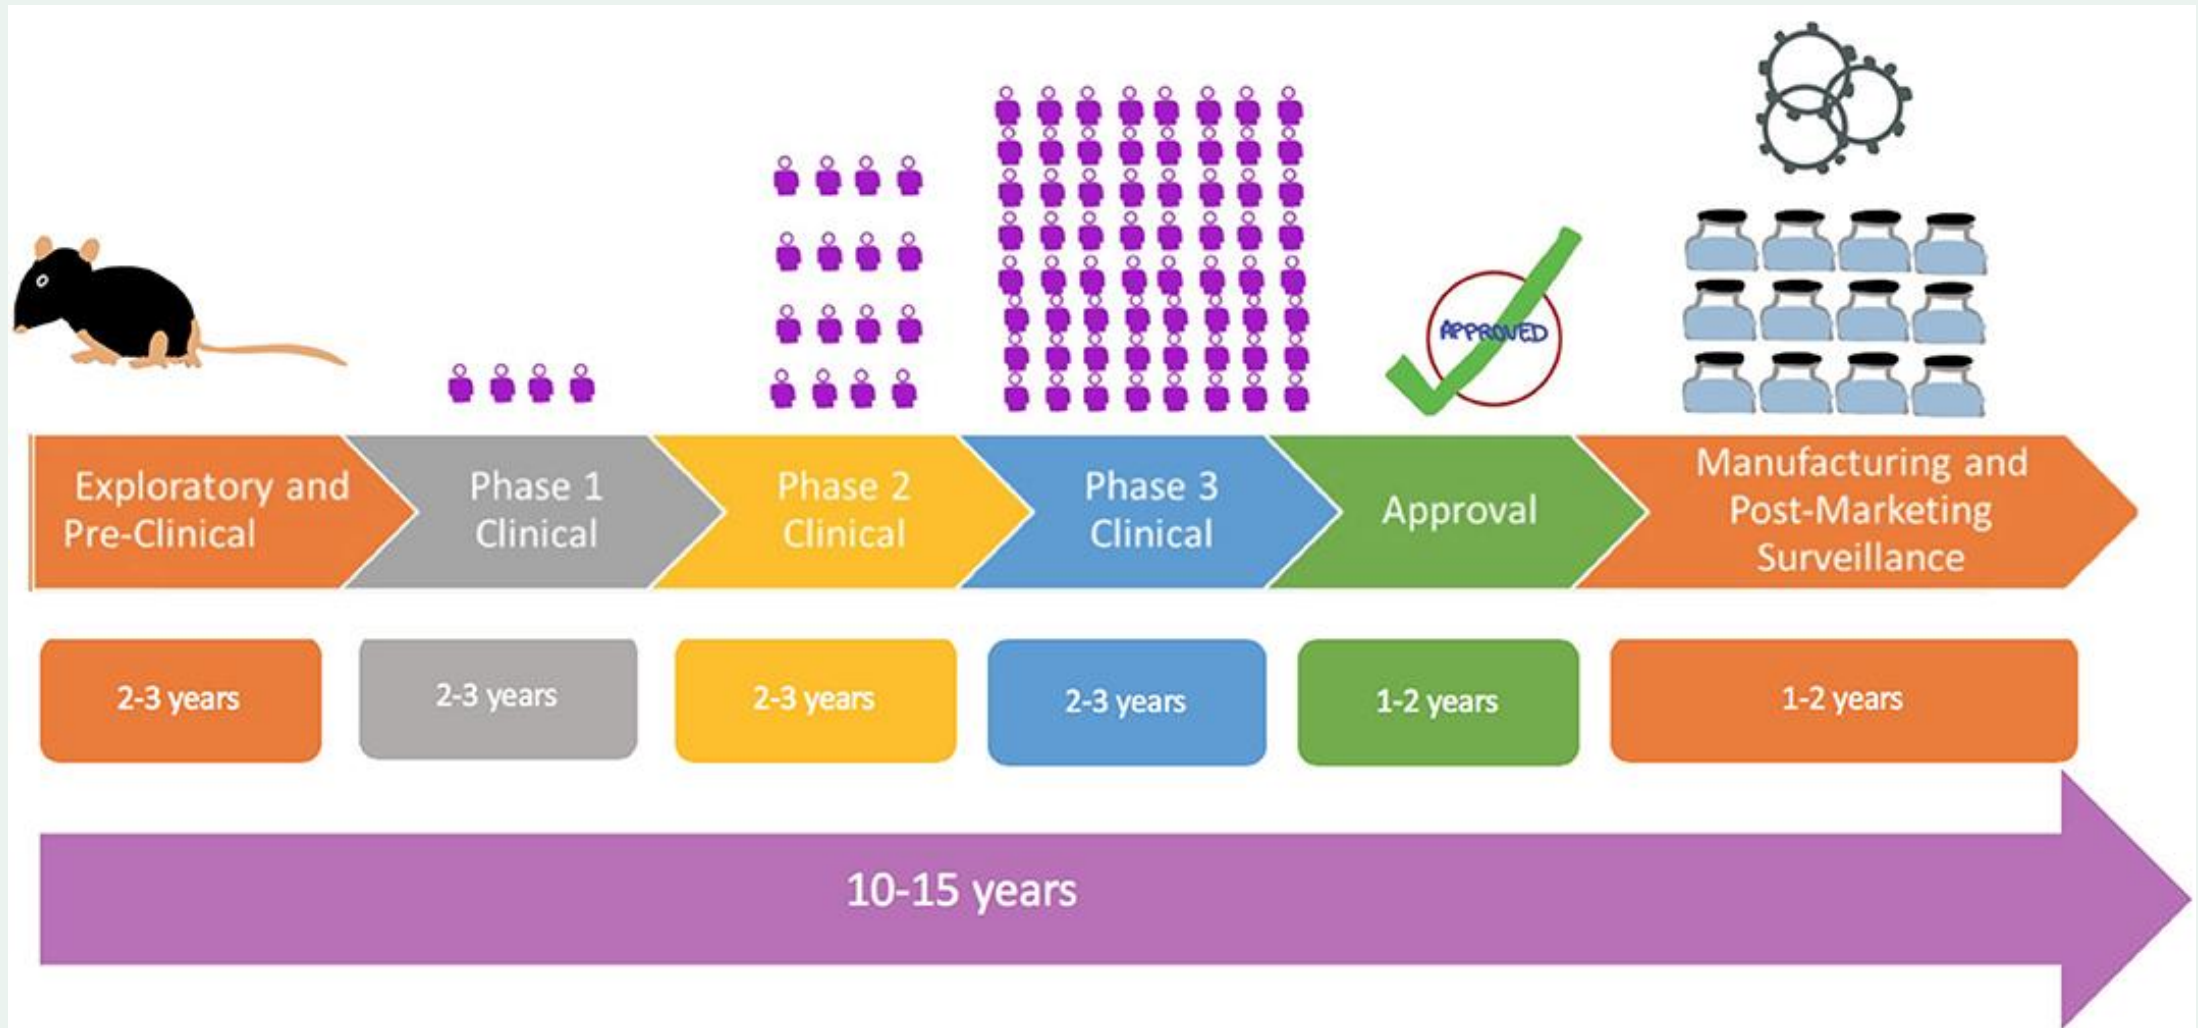 APPROVED
Exploratory and
Pre-Clinical
Phase 1
Clinical
Phase 2
Clinical
Phase 3
Clinical
Approval
Manufacturing and
Post-Marketing
Surveillance
2-3 years
2-3 years
2-3 years
2-3 years
1-2 years
1-2 years
10-15 years